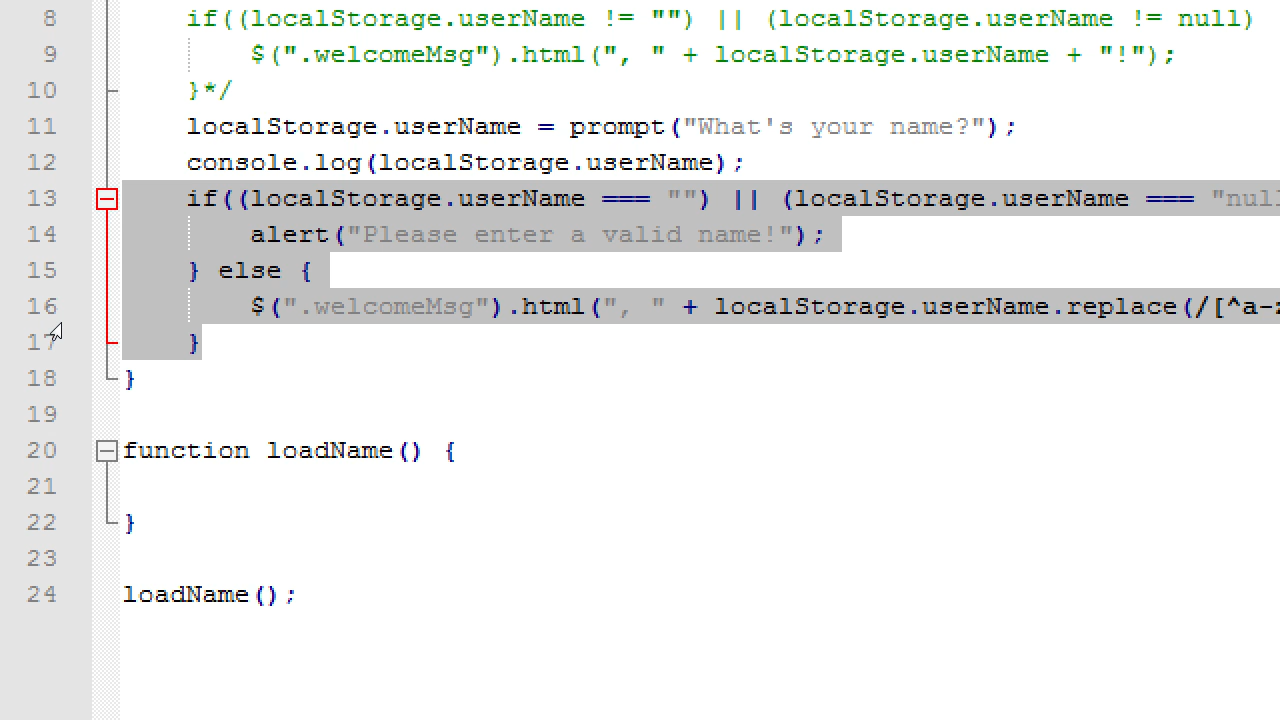 8 if((localStorage.userName != "") || (localStorage.userName != null)
9 $(".welcomeMsg").html(", " + localStorage.userName + "!");
10 }*/
11 localStorage.userName = prompt("What's your name?");
12 console.log(localStorage.userName);
13 if((localStorage.userName === "") || (localStorage.userName === "null
14 alert("Please enter a valid name!");
15 } else {
16 $(".welcomeMsg").html(", " + localStorage.userName.replace(/[^a-z
17 }
18 }
19
20 function loadName() {
21
22 }
23
24 loadName();